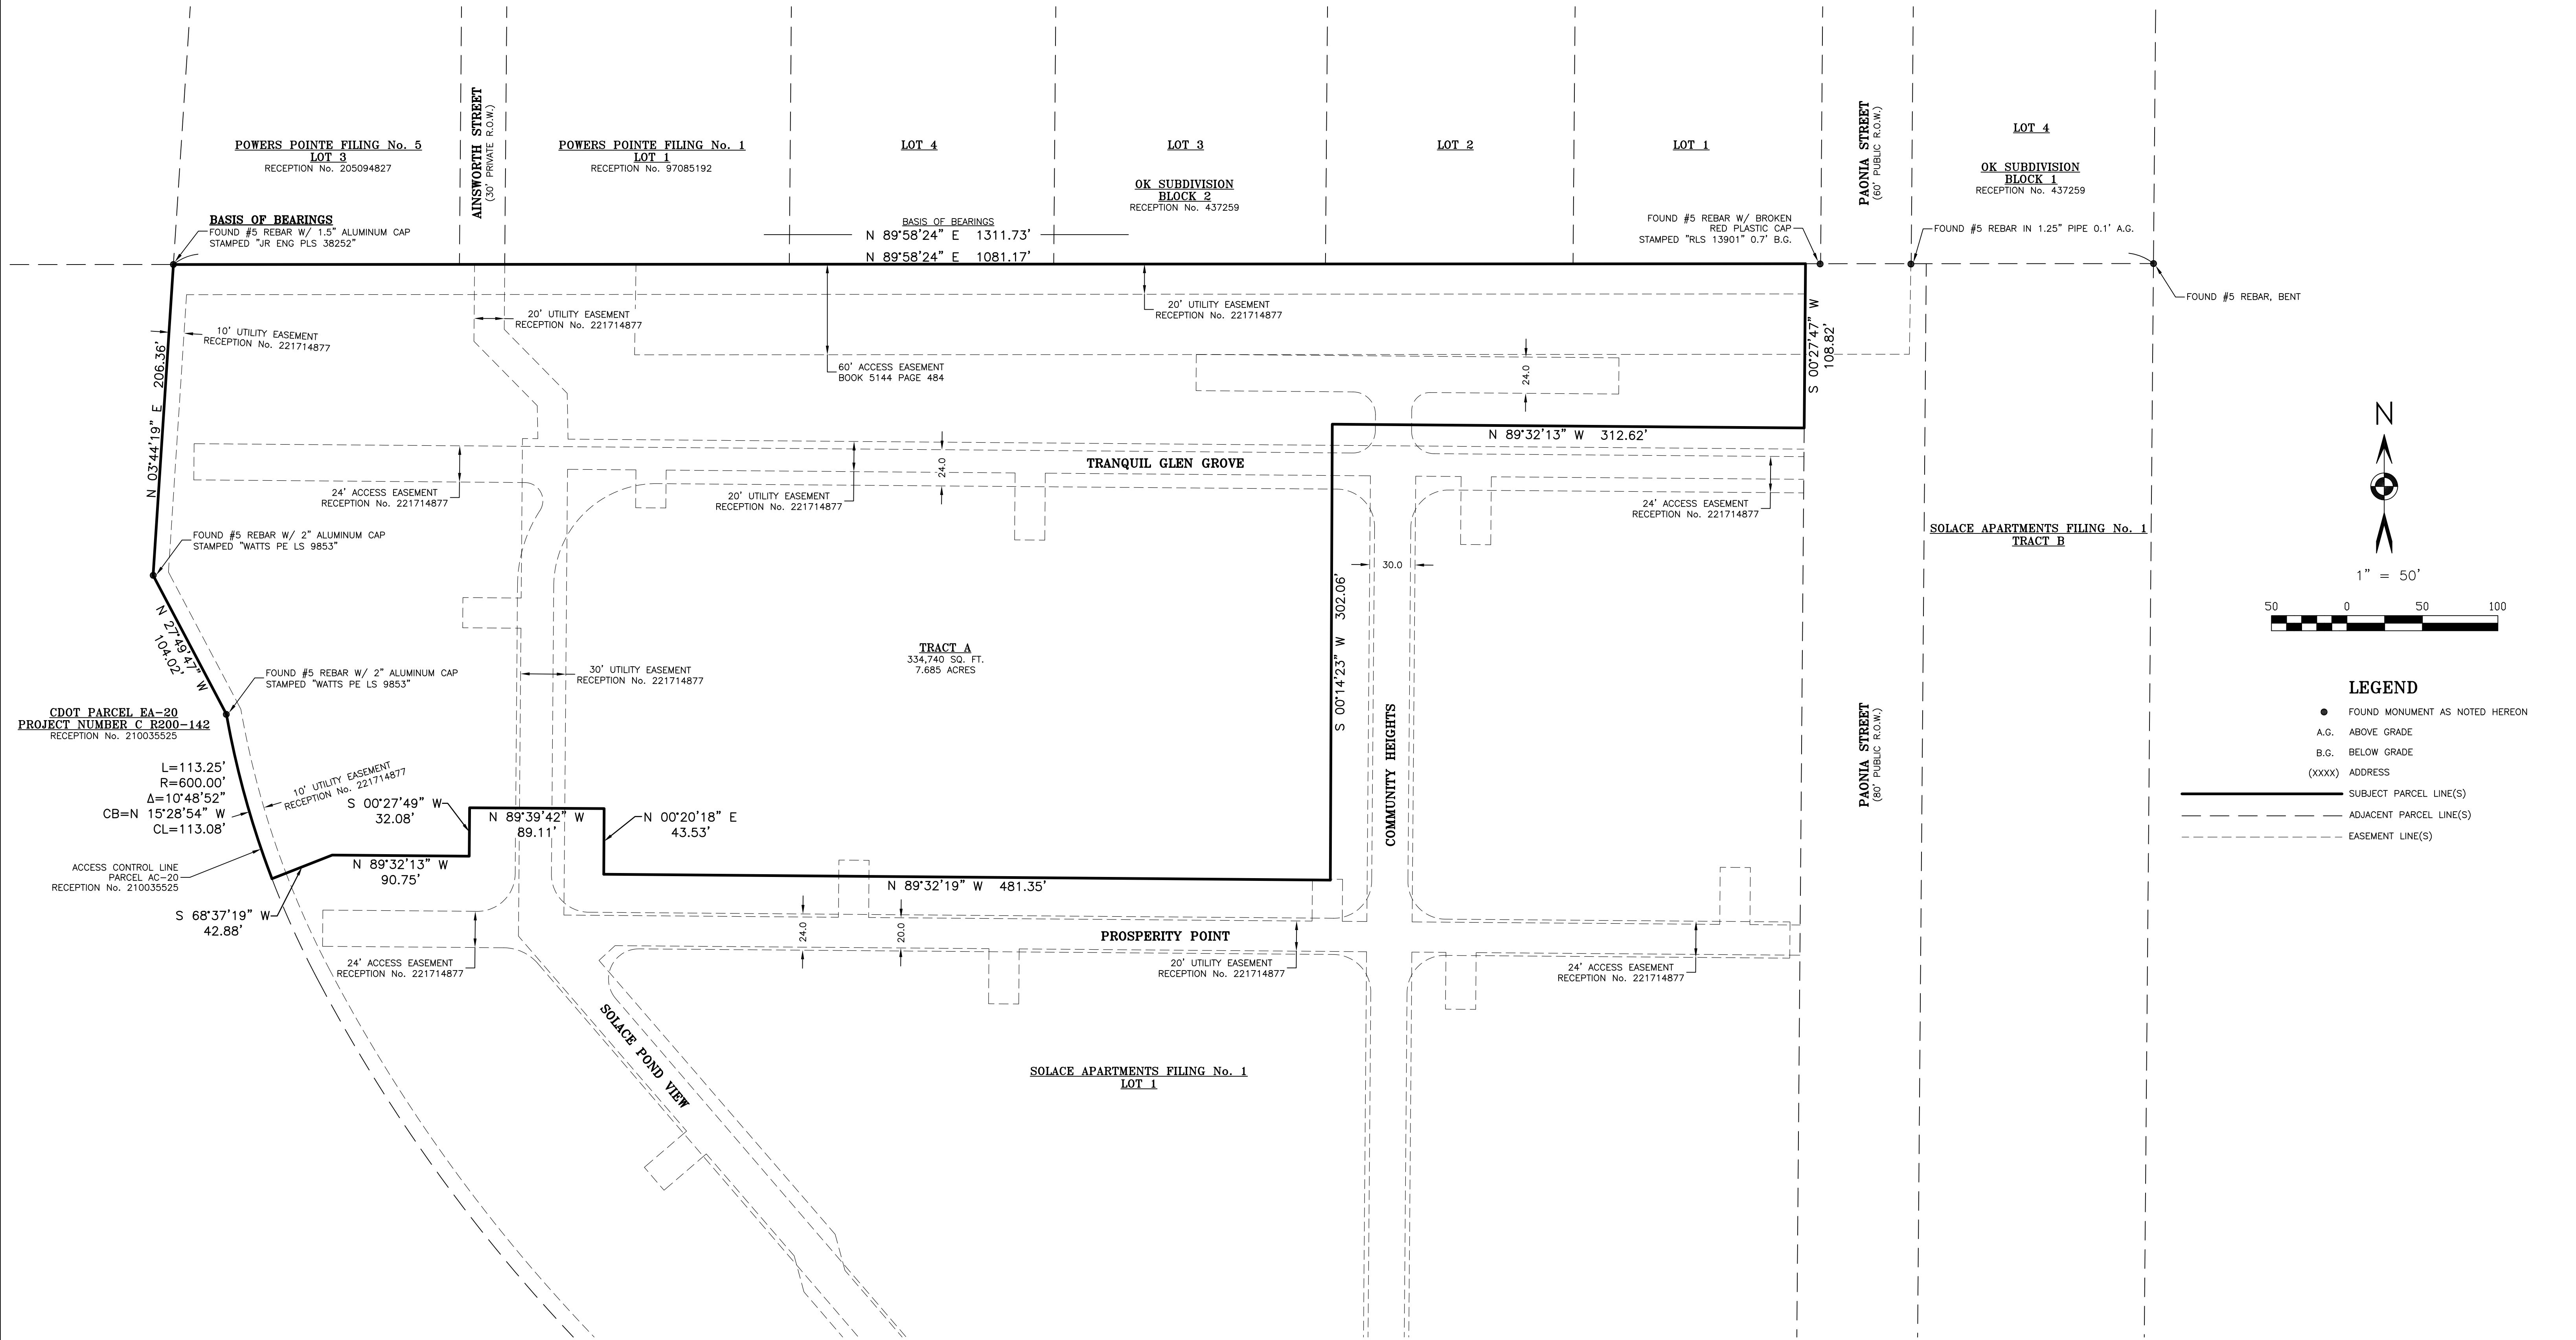 AINSWORTH STREET
(30' PRIVATE R.O.W.)
PAONIA STREET
(60' PUBLIC R.O.W.)
POWERS POINTE FILING No. 5
LOT 3
RECEPTION No. 205094827
POWERS POINTE FILING No. 1
LOT 1
RECEPTION No. 97085192
LOT 4
LOT 3
OK SUBDIVISION
BLOCK 2
RECEPTION No. 437259
LOT 2
LOT 1
LOT 4
OK SUBDIVISION
BLOCK 1
RECEPTION No. 437259
BASIS OF BEARINGS
FOUND #5 REBAR W/ 1.5" ALUMINUM CAP
STAMPED "JR ENG PLS 38252"
BASIS OF BEARINGS
N 89°58'24" E 1311.73'
N 89°58'24" E 1081.17'
FOUND #5 REBAR W/ BROKEN
RED PLASTIC CAP
STAMPED "RLS 13901" 0.7' B.G.
FOUND #5 REBAR IN 1.25" PIPE 0.1' A.G.
FOUND #5 REBAR, BENT
10' UTILITY EASEMENT
RECEPTION No. 221714877
20' UTILITY EASEMENT
RECEPTION No. 221714877
20' UTILITY EASEMENT
RECEPTION No. 221714877
60' ACCESS EASEMENT
BOOK 5144 PAGE 484
24.0
S 00°27'47" W
108.82'
N 03°44'19" E 206.36'
N 89°32'13" W 312.62'
TRANQUIL GLEN GROVE
24.0
24' ACCESS EASEMENT
RECEPTION No. 221714877
20' UTILITY EASEMENT
RECEPTION No. 221714877
24' ACCESS EASEMENT
RECEPTION No. 221714877
FOUND #5 REBAR W/ 2" ALUMINUM CAP
STAMPED "WATTS PE LS 9853"
SOLACE APARTMENTS FILING No. 1
TRACT B
30.0
S 00°14'23" W 302.06'
N 27°49'47" W
104.02'
TRACT A
334,740 SQ. FT.
7.685 ACRES
30' UTILITY EASEMENT
RECEPTION No. 221714877
FOUND #5 REBAR W/ 2" ALUMINUM CAP
STAMPED "WATTS PE LS 9853"
CDOT PARCEL EA-20
PROJECT NUMBER C R200-142
RECEPTION No. 210035525
COMMUNITY HEIGHTS
PAONIA STREET
(80' PUBLIC R.O.W.)
L=113.25'
R=600.00'
Δ=10°48'52"
CB=N 15°28'54" W
CL=113.08'
10' UTILITY EASEMENT
RECEPTION No. 221714877
S 00°27'49" W
32.08'
N 89°39'42" W
89.11'
N 00°20'18" E
43.53'
ACCESS CONTROL LINE
PARCEL AC-20
RECEPTION No. 210035525
N 89°32'13" W
90.75'
N 89°32'19" W 481.35'
S 68°37'19" W
42.88'
24.0
20.0
PROSPERITY POINT
24' ACCESS EASEMENT
RECEPTION No. 221714877
20' UTILITY EASEMENT
RECEPTION No. 221714877
24' ACCESS EASEMENT
RECEPTION No. 221714877
SOLACE POND VIEW
SOLACE APARTMENTS FILING No. 1
LOT 1
N
1" = 50'
50 0 50 100
LEGEND
FOUND MONUMENT AS NOTED HEREON
A.G. ABOVE GRADE
B.G. BELOW GRADE
(XXXX) ADDRESS
SUBJECT PARCEL LINE(S)
ADJACENT PARCEL LINE(S)
EASEMENT LINE(S)